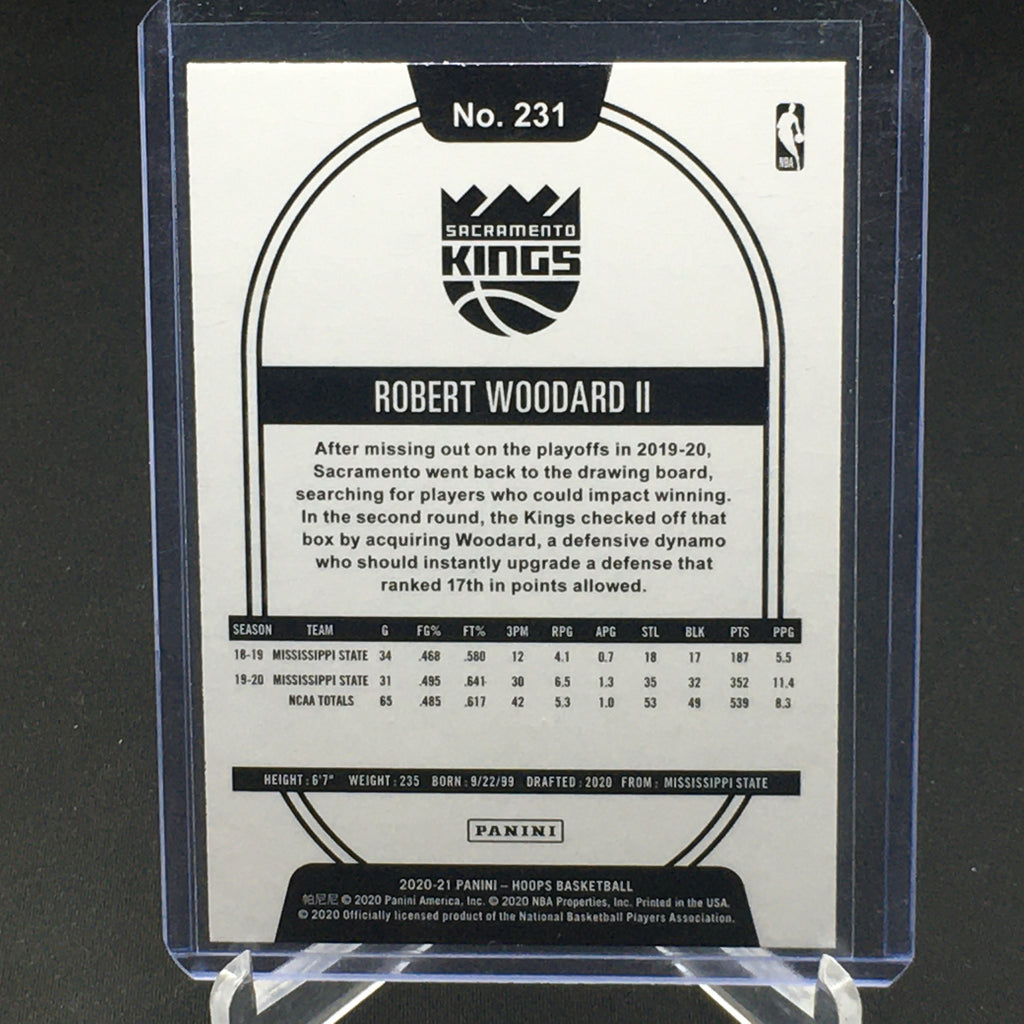 No. 231
NBA
SACRAMENTO
KINGS
ROBERT WOODARD II
After missing out on the playoffs in 2019-20,
Sacramento went back to the drawing board,
searching for players who could impact winning.
In the second round, the Kings checked off that
box by acquiring Woodard, a defensive dynamo
who should instantly upgrade a defense that
ranked 17th in points allowed.
SEASON TEAM G FG% FT% 3PM RPG APG STL BLK PTS PPG
18-19 MISSISSIPPI STATE 34 .468 .580 12 4.1 0.7 18 17 187 5.5
19-20 MISSISSIPPI STATE 31 .495 .641 30 6.5 1.3 35 32 352 11.4
NCAA TOTALS 65 .485 .617 42 5.3 1.0 53 49 539 8.3
HEIGHT: 6'7" WEIGHT: 235 BORN: 9/22/99 DRAFTED: 2020 FROM: MISSISSIPPI STATE
PANINI
2020-21 PANINI – HOOPS BASKETBALL
帕尼尼 © 2020 Panini America, Inc. © 2020 NBA Properties, Inc. Printed in the USA.
© 2020 Officially licensed product of the National Basketball Players Association.